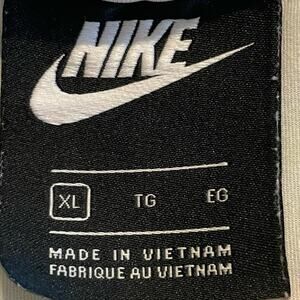 NIKE
XL TG EG
MADE IN VIETNAM
FABRIQUE AU VIETNAM